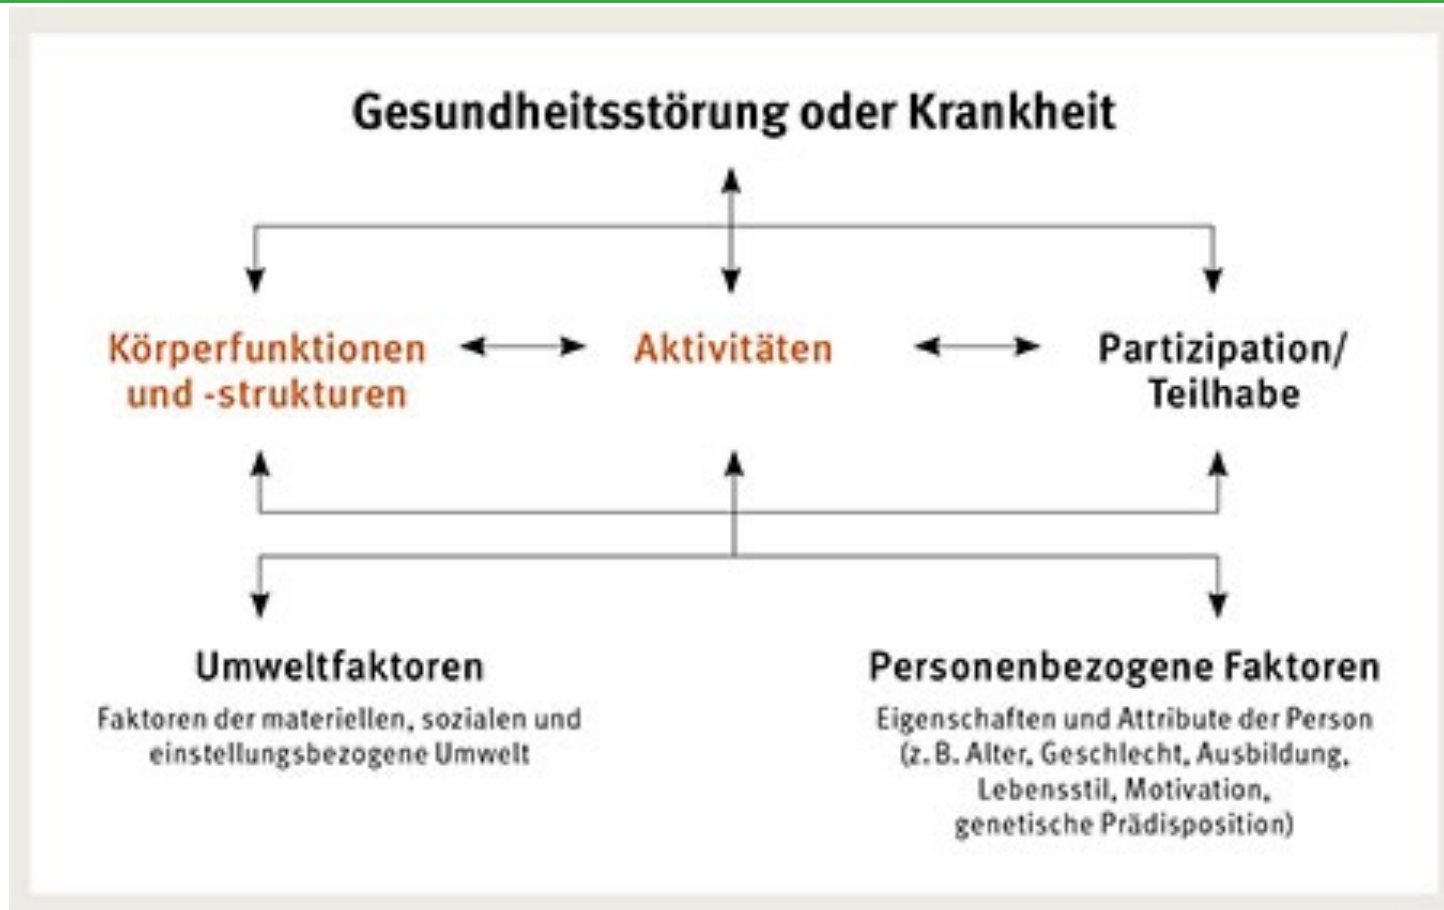 Gesundheitsstörung oder Krankheit
Körperfunktionen
und -strukturen
Aktivitäten
Partizipation/
Teilhabe
Umweltfaktoren
Faktoren der materiellen, sozialen und
einstellungsbezogene Umwelt
Personenbezogene Faktoren
Eigenschaften und Attribute der Person
(z. B. Alter, Geschlecht, Ausbildung,
Lebensstil, Motivation,
genetische Prädisposition)